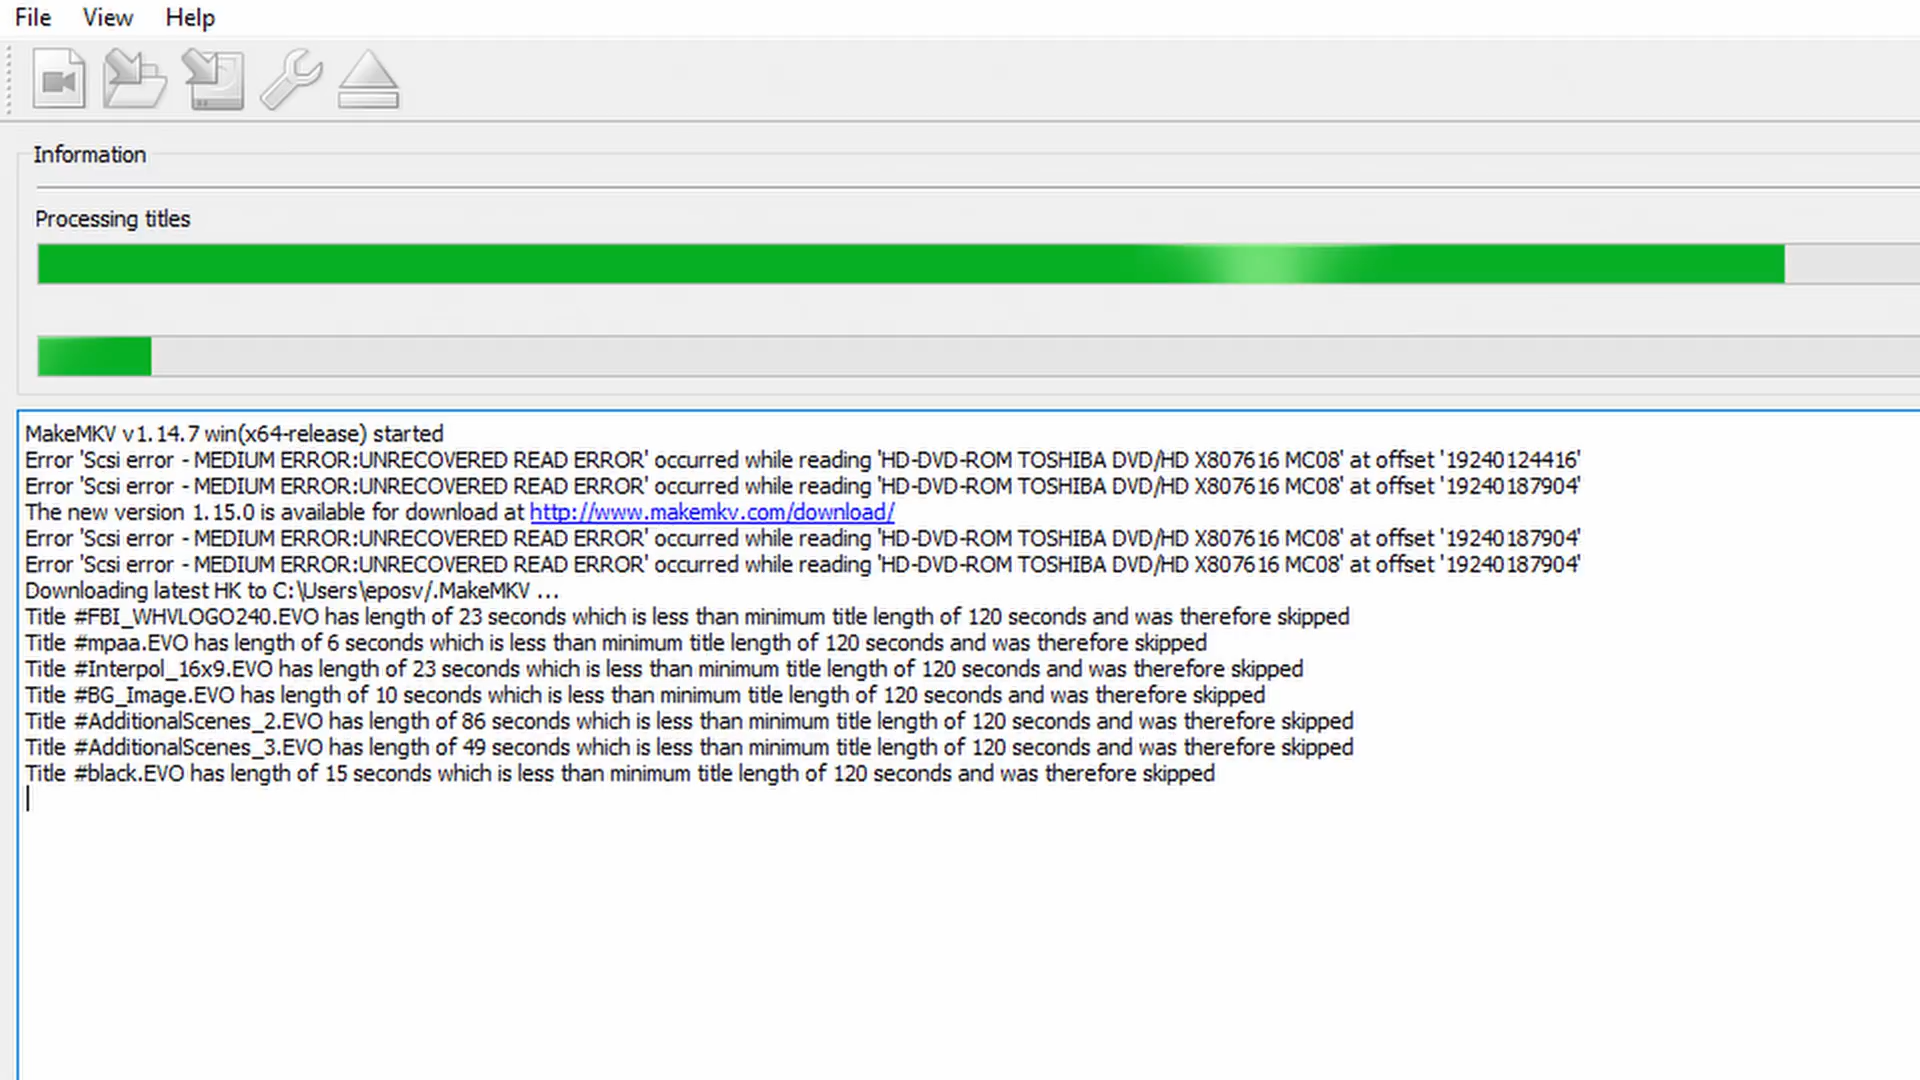 File View Help
Information
Processing titles
MakeMKV v1.14.7 win(x64-release) started
Error 'Scsi error - MEDIUM ERROR:UNRECOVERED READ ERROR' occurred while reading 'HD-DVD-ROM TOSHIBA DVD/HD X807616 MC08' at offset '19240124416'
Error 'Scsi error - MEDIUM ERROR:UNRECOVERED READ ERROR' occurred while reading 'HD-DVD-ROM TOSHIBA DVD/HD X807616 MC08' at offset '19240187904'
The new version 1.15.0 is available for download at http://www.makemkv.com/download/
Error 'Scsi error - MEDIUM ERROR:UNRECOVERED READ ERROR' occurred while reading 'HD-DVD-ROM TOSHIBA DVD/HD X807616 MC08' at offset '19240187904'
Error 'Scsi error - MEDIUM ERROR:UNRECOVERED READ ERROR' occurred while reading 'HD-DVD-ROM TOSHIBA DVD/HD X807616 MC08' at offset '19240187904'
Downloading latest HK to C:\Users\eposv/.MakeMKV ...
Title #FBI_WHVLOGO240.EVO has length of 23 seconds which is less than minimum title length of 120 seconds and was therefore skipped
Title #mpaa.EVO has length of 6 seconds which is less than minimum title length of 120 seconds and was therefore skipped
Title #Interpol_16x9.EVO has length of 23 seconds which is less than minimum title length of 120 seconds and was therefore skipped
Title #BG_Image.EVO has length of 10 seconds which is less than minimum title length of 120 seconds and was therefore skipped
Title #AdditionalScenes_2.EVO has length of 86 seconds which is less than minimum title length of 120 seconds and was therefore skipped
Title #AdditionalScenes_3.EVO has length of 49 seconds which is less than minimum title length of 120 seconds and was therefore skipped
Title #black.EVO has length of 15 seconds which is less than minimum title length of 120 seconds and was therefore skipped